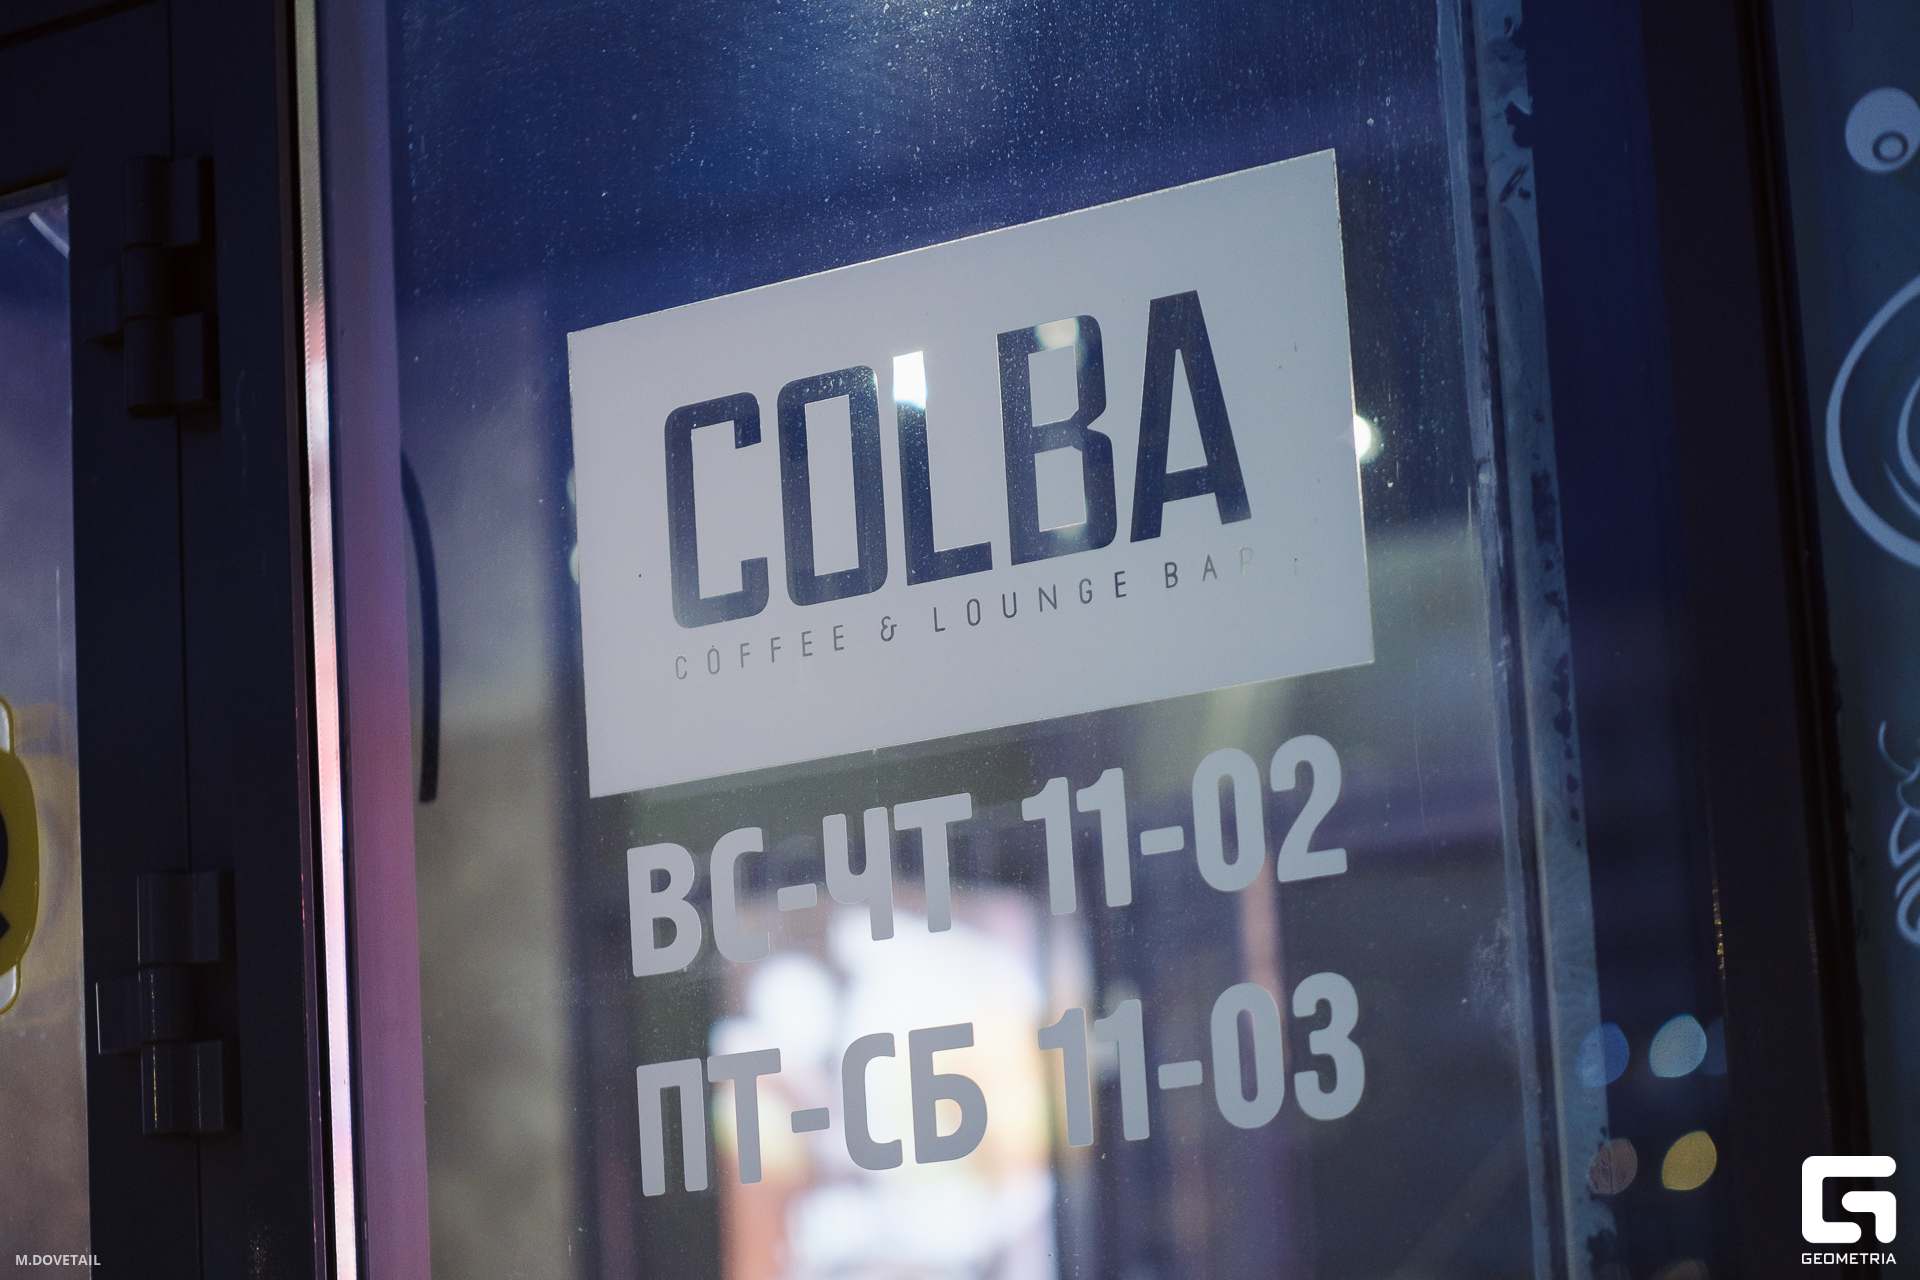 COLBA
COFFEE & LOUNGE BAR
ВС-ЧТ 11-02
ПТ-СБ 11-03
M.DOVETAIL
GEOMETRIA